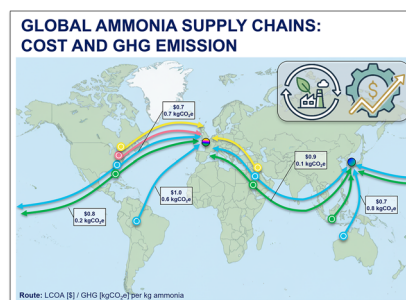 GLOBAL AMMONIA SUPPLY CHAINS:
COST AND GHG EMISSION
$
$0.7
0.7 kgCO₂e
$0.9
0.1 kgCO₂e
$1.0
0.6 kgCO₂e
$0.8
0.2 kgCO₂e
$0.7
0.8 kgCO₂e
Route: LCOA [$] / GHG [kgCO₂e] per kg ammonia